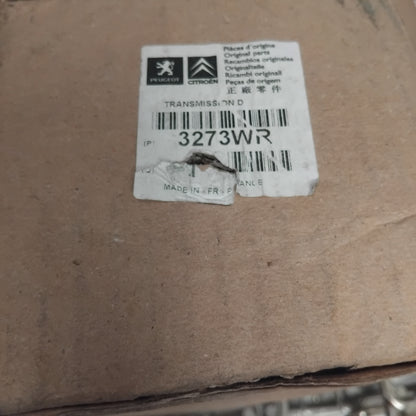 PEUGEOT
CITROËN
Pièces d'origine
Original parts
Recambios originales
Originalteile
Ricambi originali
Peças de origem
正廠零件
TRANSMISSION D
(P)
3273WR
MADE IN